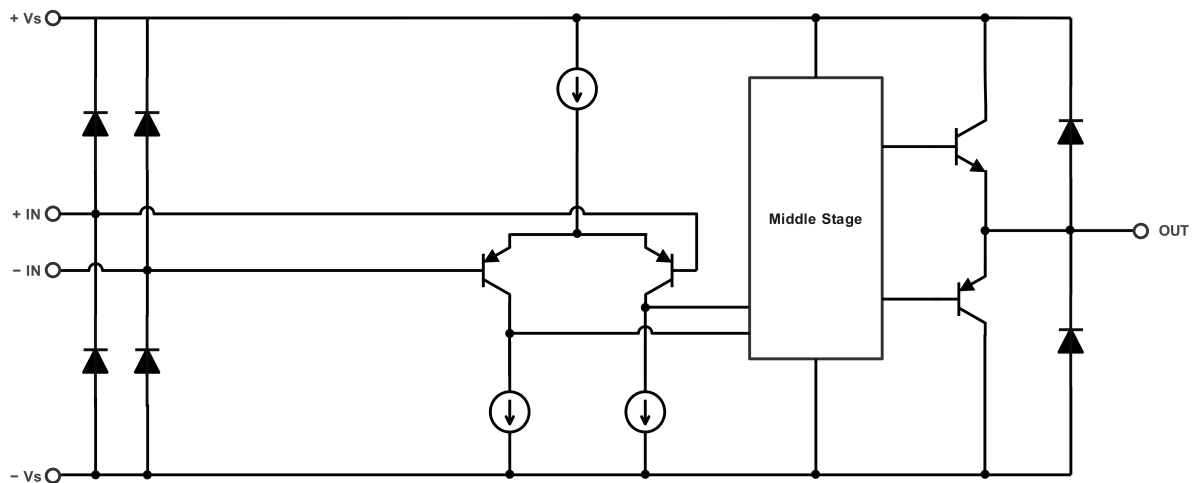 + Vs
+ IN
Middle Stage
OUT
− IN
− Vs